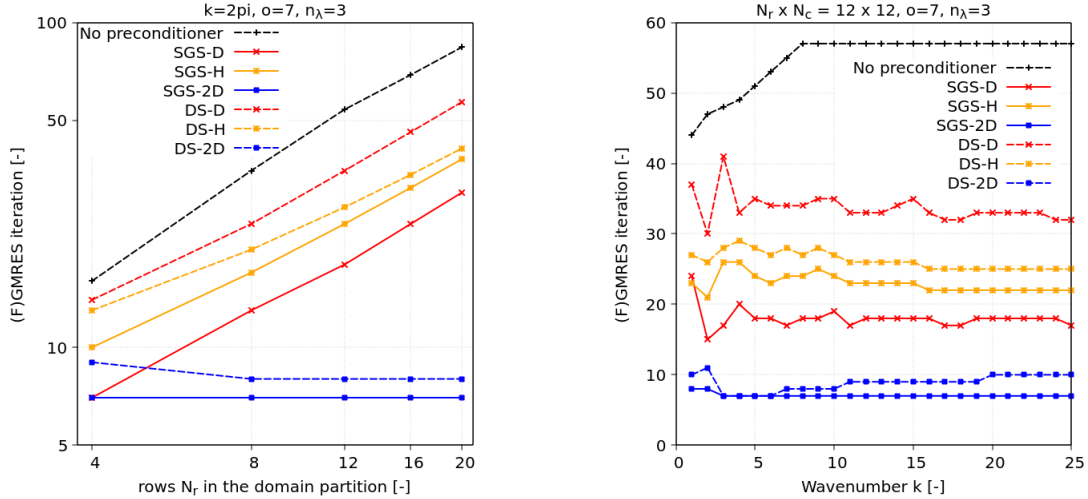 k=2pi, o=7, nλ=3
100
50
10
5
No preconditioner
SGS-D
SGS-H
SGS-2D
DS-D
DS-H
DS-2D
4 8 12 16 20
rows Nr in the domain partition [-]
(F)GMRES iteration [-]
Nr x Nc = 12 x 12, o=7, nλ=3
60
50
40
30
20
10
0
No preconditioner
SGS-D
SGS-H
SGS-2D
DS-D
DS-H
DS-2D
0 5 10 15 20 25
Wavenumber k [-]
(F)GMRES iteration [-]